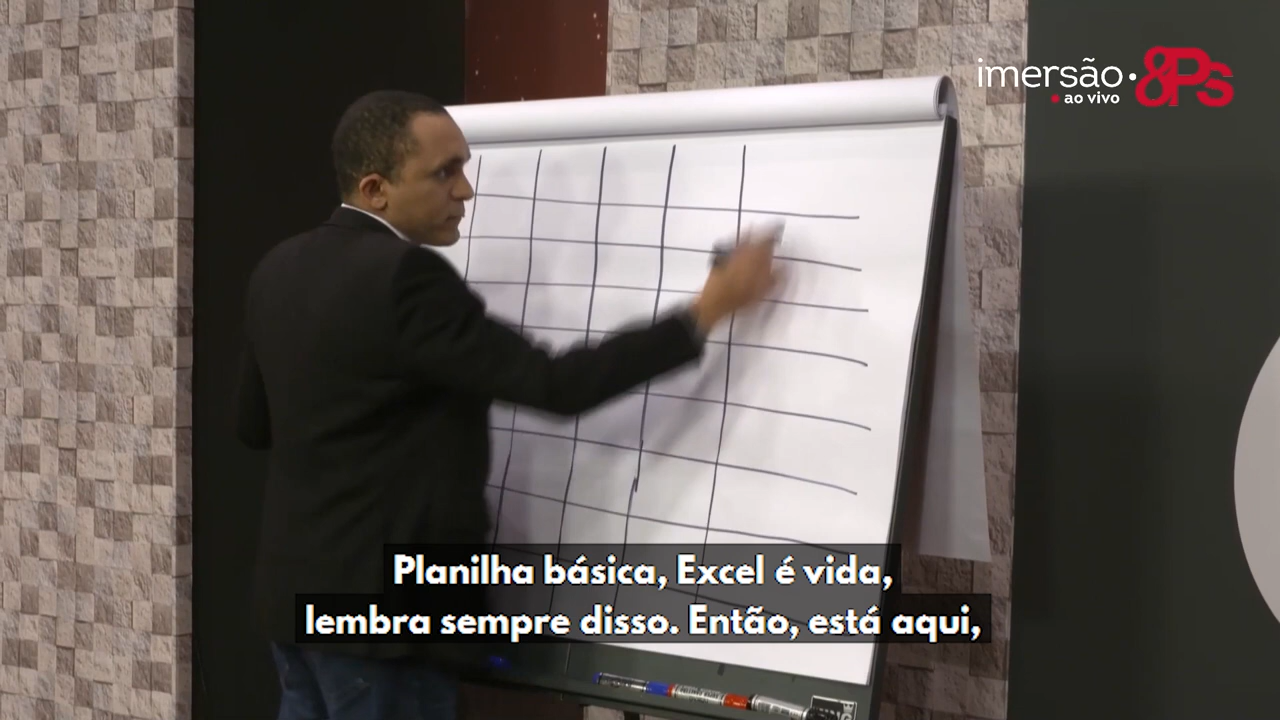 imersão
ao vivo
8Ps
Planilha básica, Excel é vida,
lembra sempre disso. Então, está aqui,